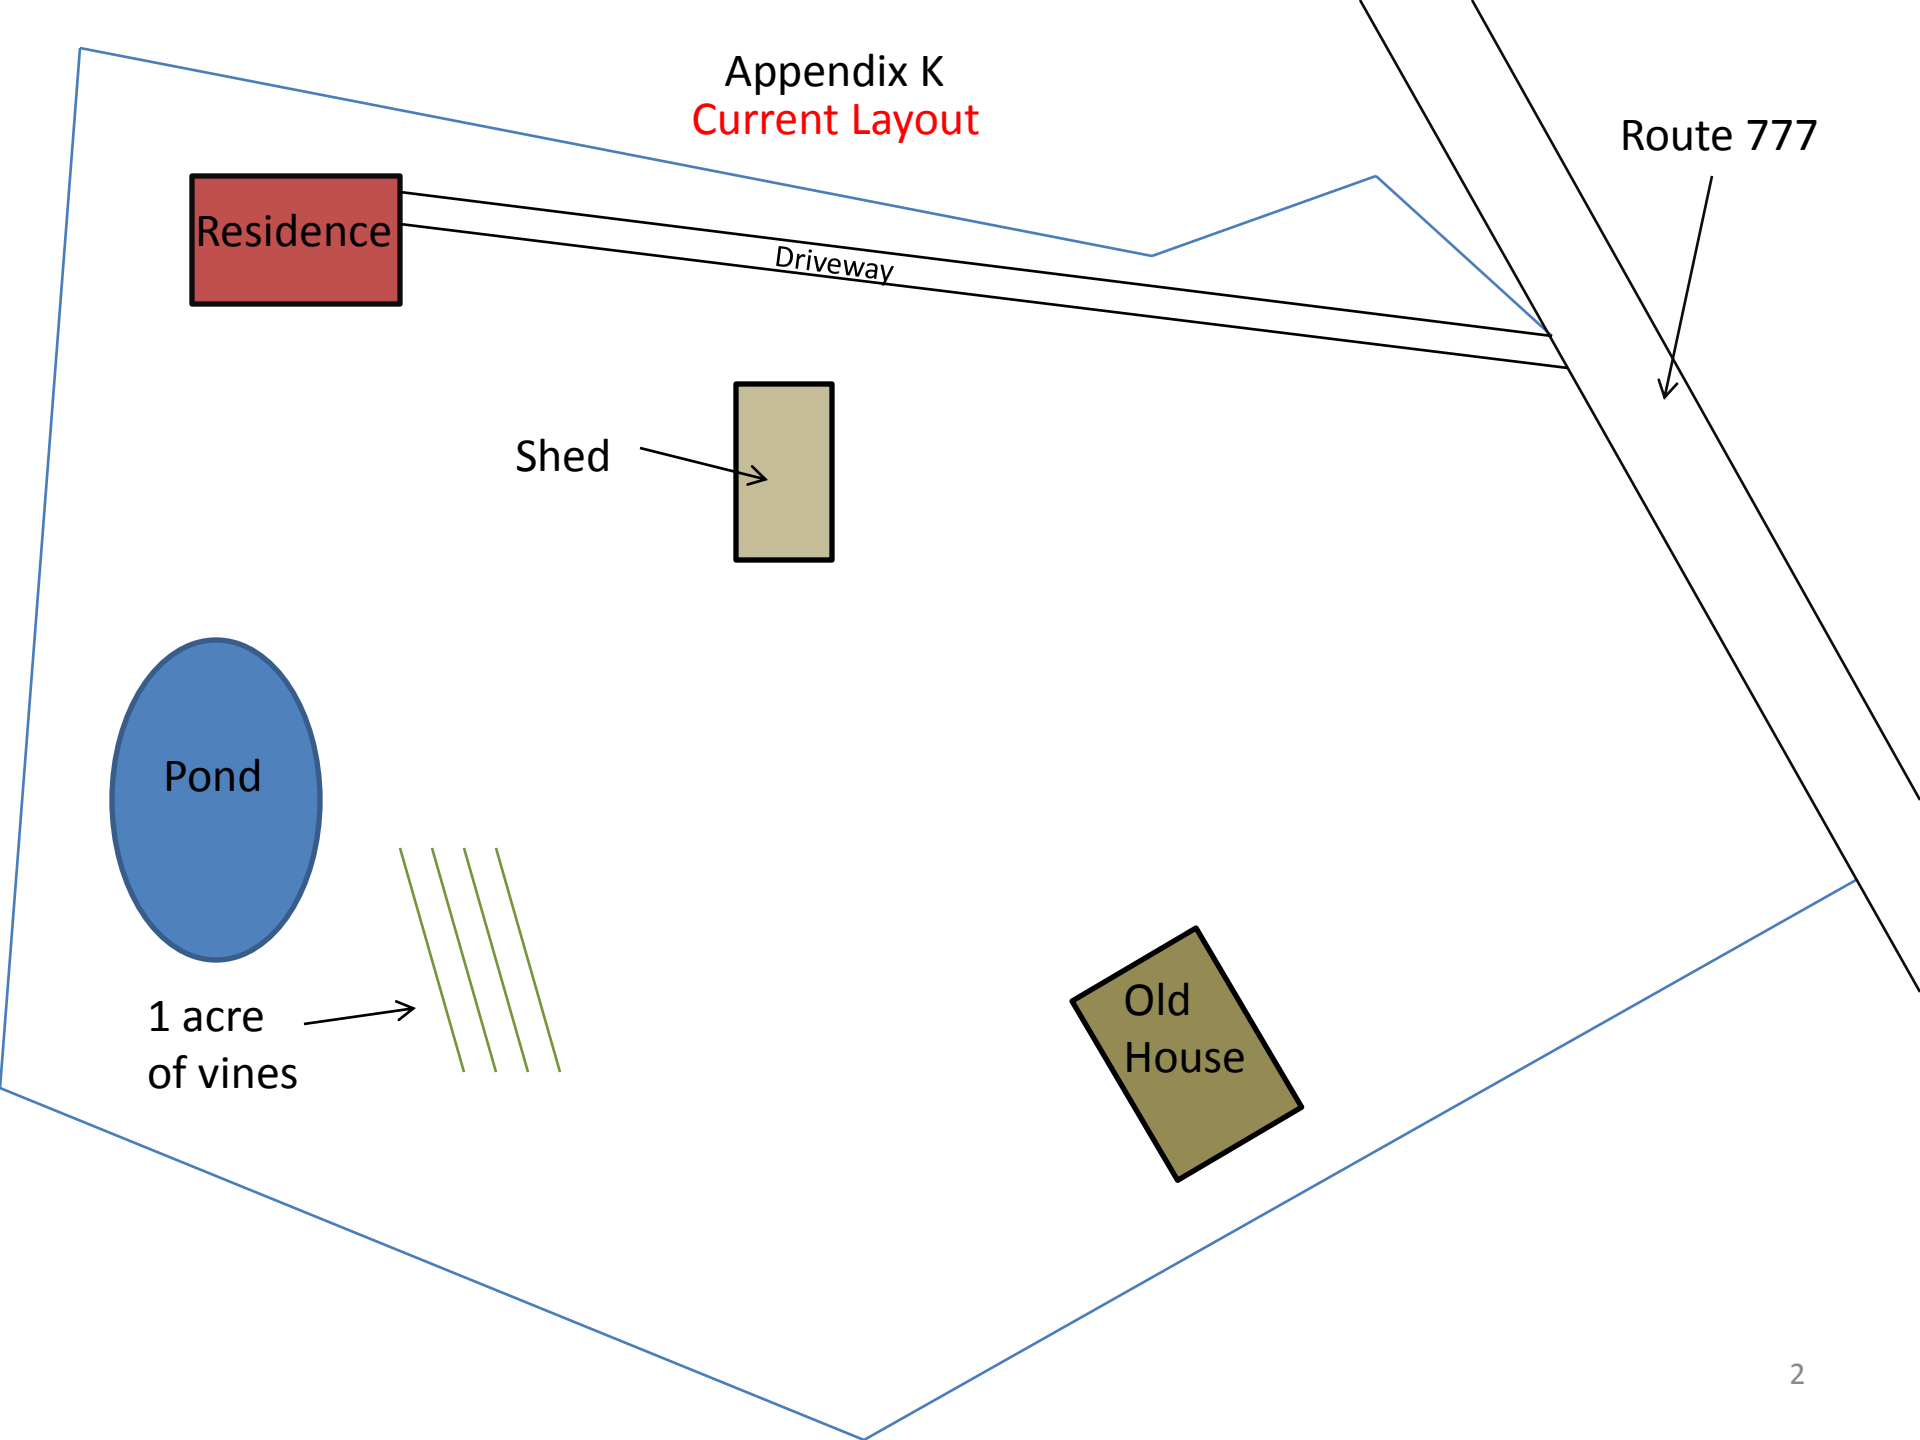 Appendix K
Current Layout
Route 777
Residence
Driveway
Shed
Pond
1 acre
of vines
Old
House
2